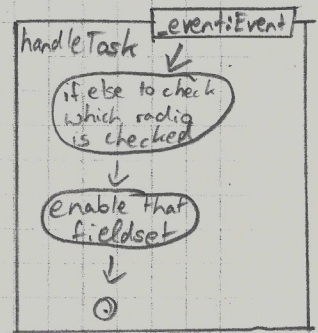 _event:Event
handleTask
if else to check
which radio
is checked
enable that
fieldset